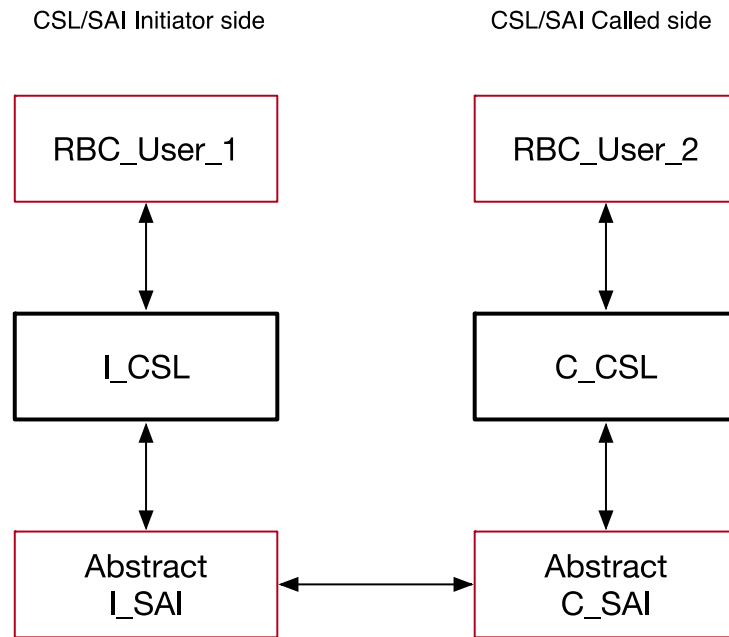 CSL/SAI Initiator side
CSL/SAI Called side
RBC_User_1
RBC_User_2
I_CSL
C_CSL
Abstract
I_SAI
Abstract
C_SAI